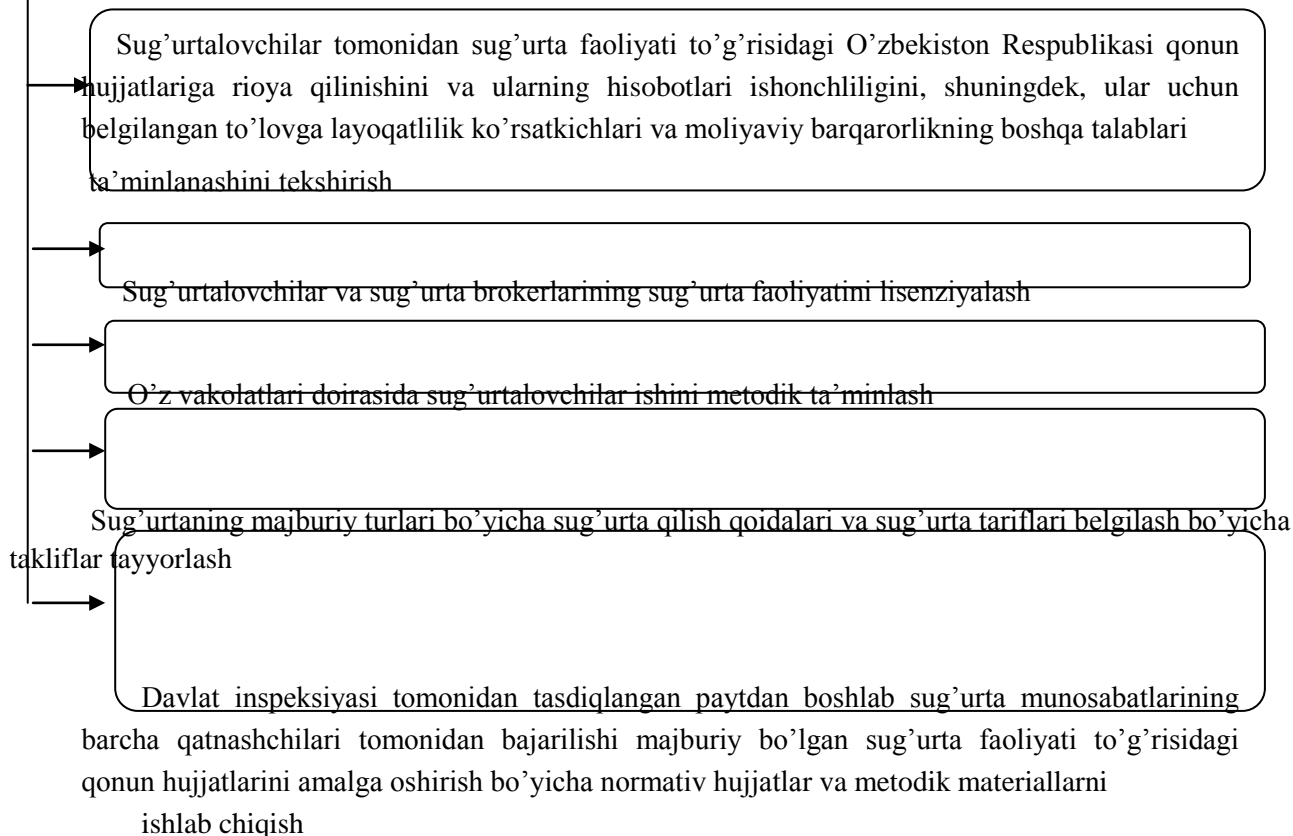 Sug’urtalovchilar tomonidan sug’urta faoliyati to’g’risidagi O’zbekiston Respublikasi qonun
hujjatlariga rioya qilinishini va ularning hisobotlari ishonchliligini, shuningdek, ular uchun
belgilangan to’lovga layoqatlilik ko’rsatkichlari va moliyaviy barqarorlikning boshqa talablari
ta’minlanashini tekshirish
Sug’urtalovchilar va sug’urta brokerlarining sug’urta faoliyatini lisenziyalash
O’z vakolatlari doirasida sug’urtalovchilar ishini metodik ta’minlash
Sug’urtaning majburiy turlari bo’yicha sug’urta qilish qoidalari va sug’urta tariflari belgilash bo’yicha
takliflar tayyorlash
Davlat inspeksiyasi tomonidan tasdiqlangan paytdan boshlab sug’urta munosabatlarining
barcha qatnashchilari tomonidan bajarilishi majburiy bo’lgan sug’urta faoliyati to’g’risidagi
qonun hujjatlarini amalga oshirish bo’yicha normativ hujjatlar va metodik materiallarni
ishlab chiqish